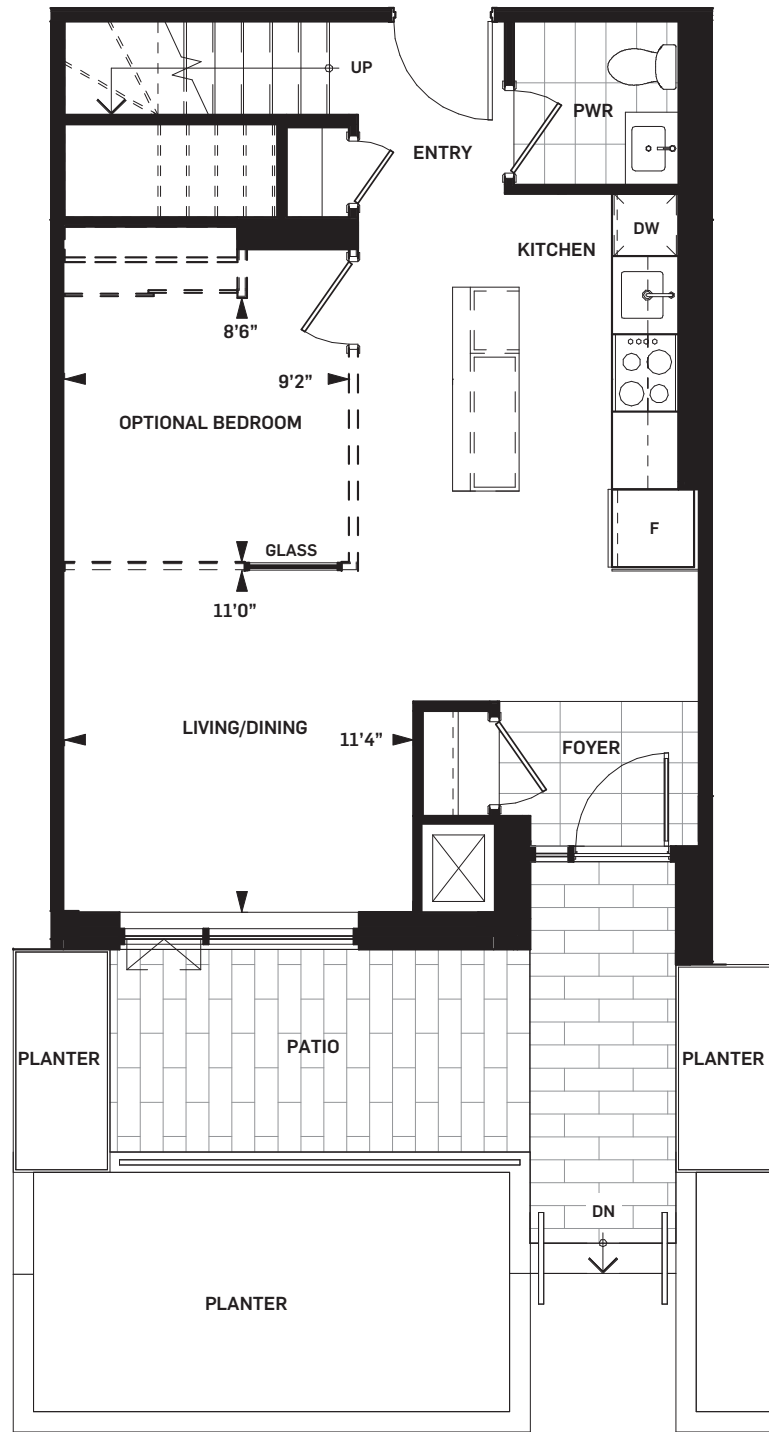 UP
PWR
ENTRY
KITCHEN
DW
8'6"
9'2"
OPTIONAL BEDROOM
F
GLASS
11'0"
LIVING/DINING
11'4"
FOYER
PATIO
PLANTER
PLANTER
DN
PLANTER